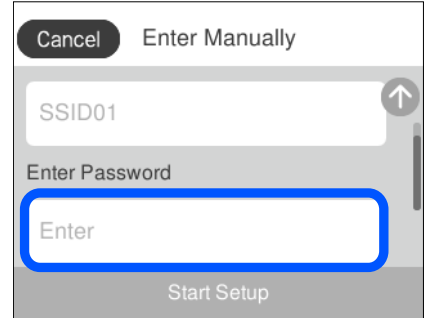 Cancel Enter Manually
SSID01
Enter Password
Enter
Start Setup